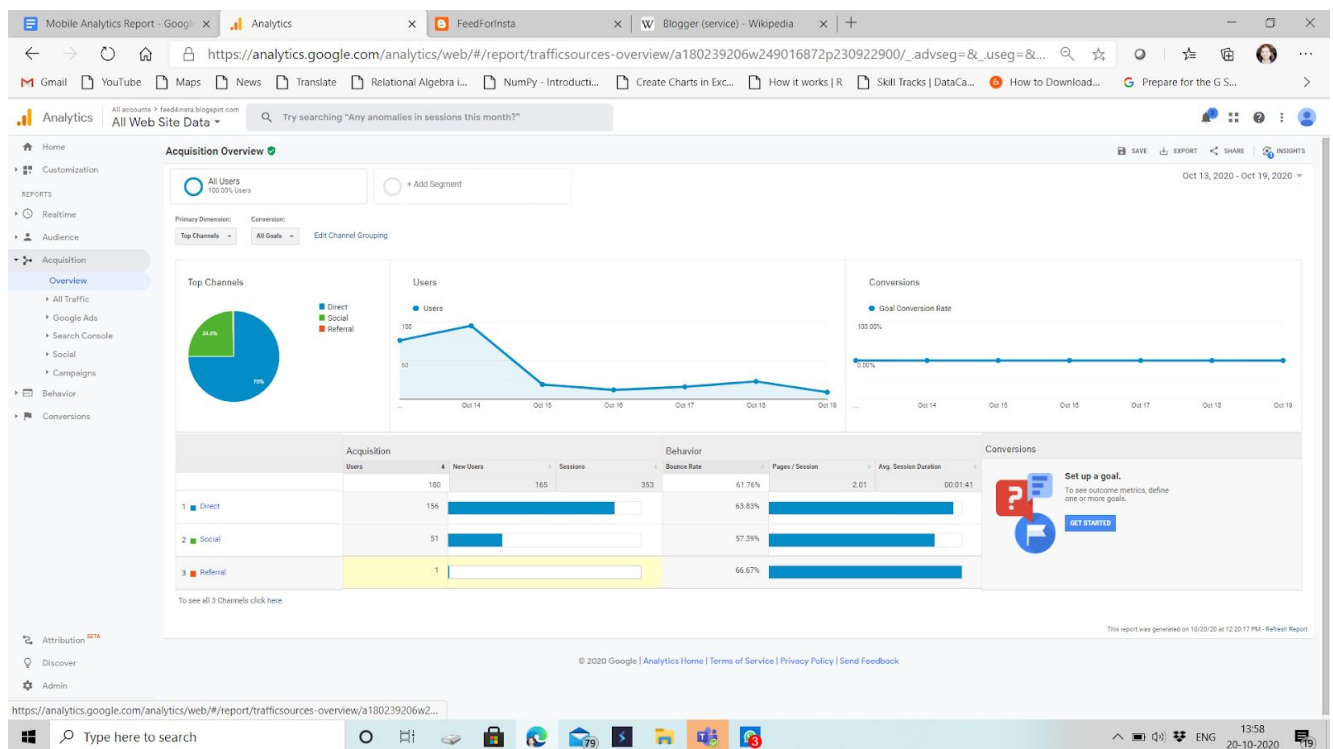 Mobile Analytics Report - Googl
Analytics
FeedForInsta
Blogger (service) - Wikipedia
https://analytics.google.com/analytics/web/#/report/trafficsources-overview/a180239206w249016872p230922900/_.advseg=&_.useg=&...
Gmail YouTube Maps News Translate Relational Algebra i... NumPy - Introducti... Create Charts in Exc... How it works | R Skill Tracks | DataCa... How to Download... Prepare for the G S...
Analytics
All accounts > feed4insta.blogspot.com
All Web Site Data
Try searching "Any anomalies in sessions this month?"
Home
Customization
REPORTS
Realtime
Audience
Acquisition
Overview
All Traffic
Google Ads
Search Console
Social
Campaigns
Behavior
Conversions
Attribution BETA
Discover
Admin
Acquisition Overview
SAVE EXPORT SHARE INSIGHTS
All Users
100.00% Users
+ Add Segment
Oct 13, 2020 - Oct 19, 2020
Primary Dimension: Conversion:
Top Channels All Goals Edit Channel Grouping
Top Channels
Direct
Social
Referral
24.5%
75%
Users
Users
100
50
... Oct 14 Oct 15 Oct 16 Oct 17 Oct 18 Oct 19
Conversions
Goal Conversion Rate
100.00%
0.00%
... Oct 14 Oct 15 Oct 16 Oct 17 Oct 18 Oct 19
Acquisition Behavior Conversions
Users New Users Sessions Bounce Rate Pages / Session Avg. Session Duration
180 165 353 61.76% 2.01 00:01:41
1 Direct 156 63.83%
2 Social 51 57.39%
3 Referral 1 66.67%
Set up a goal.
To see outcome metrics, define
one or more goals.
GET STARTED
To see all 3 Channels click here.
This report was generated on 10/20/20 at 12:20:17 PM - Refresh Report
© 2020 Google | Analytics Home | Terms of Service | Privacy Policy | Send Feedback
https://analytics.google.com/analytics/web/#/report/trafficsources-overview/a180239206w2...
Type here to search
79
3
ENG
13:58
20-10-2020
19